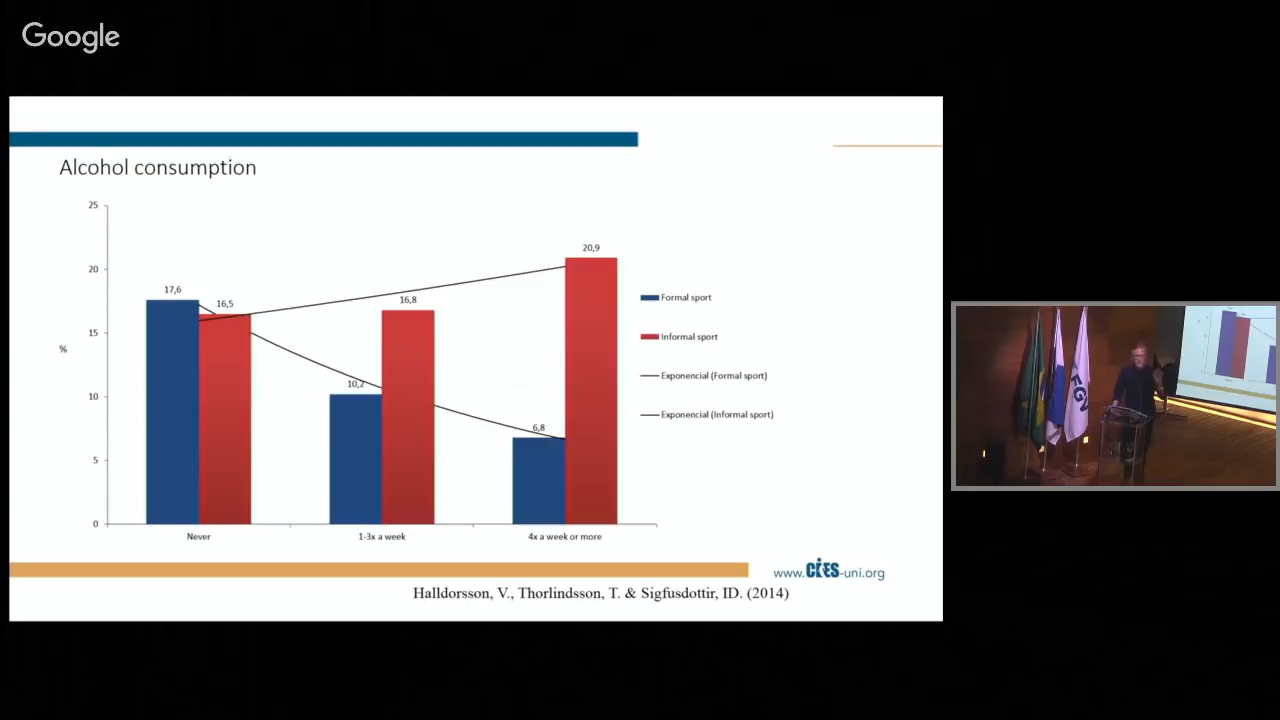 Google
Alcohol consumption
25
20
15
10
5
0
%
17,6
16,5
10,2
16,8
6,8
20,9
Never
1-3x a week
4x a week or more
Formal sport
Informal sport
Exponencial (Formal sport)
Exponencial (Informal sport)
www.CIES-uni.org
Halldorsson, V., Thorlindsson, T. & Sigfusdottir, ID. (2014)
FGV